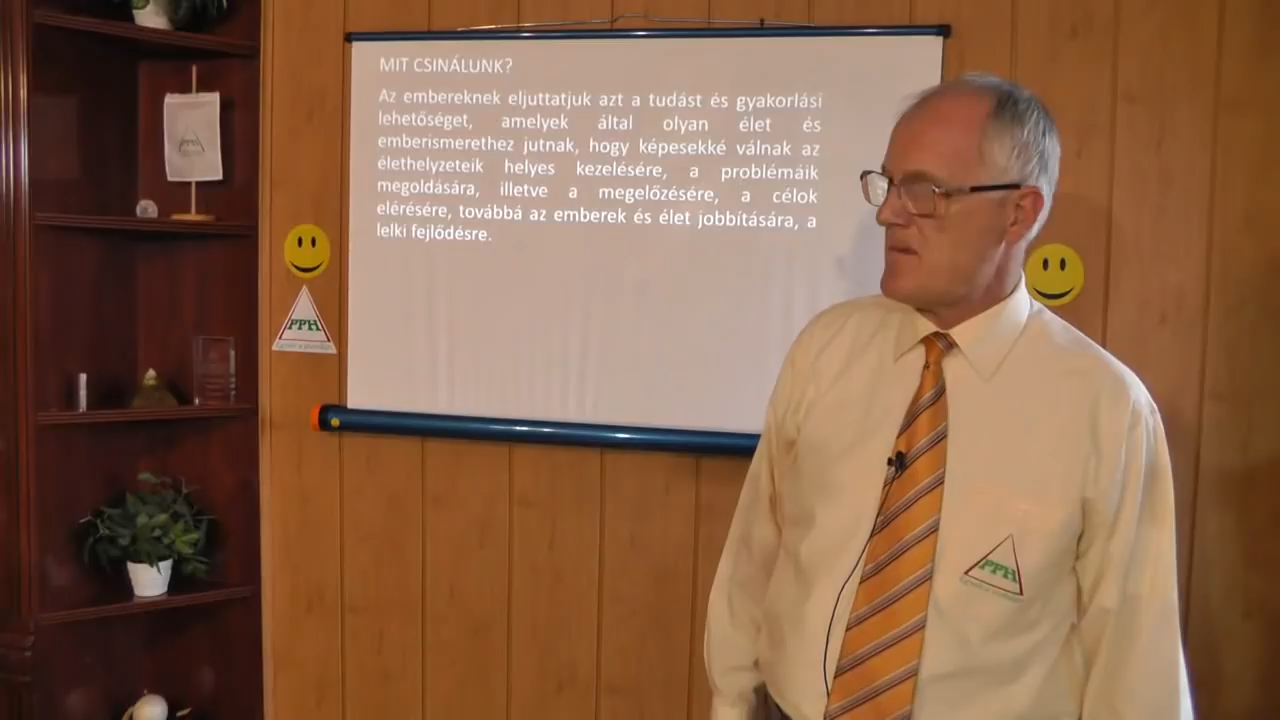 MIT CSINÁLUNK?
Az embereknek eljuttatjuk azt a tudást és gyakorlási
lehetőséget, amelyek által olyan élet és
emberismerethez jutnak, hogy képesekké válnak az
élethelyzeteik helyes kezelésére, a problémáik
megoldására, illetve a megelőzésére, a célok
elérésére, továbbá az emberek és élet jobbítására, a
lelki fejlődésre.
PPH
PPH